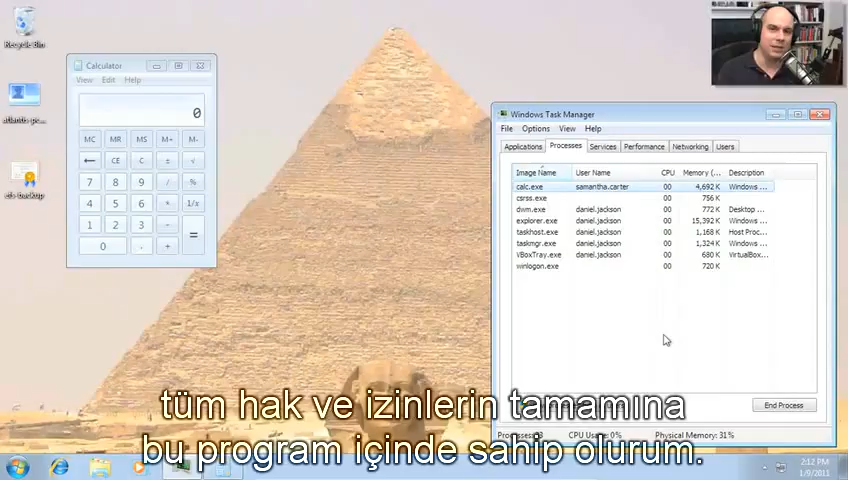 Recycle Bin
Calculator
View Edit Help
0
MC MR MS M+ M-
← CE C ± √
7 8 9 / %
4 5 6 * 1/x
1 2 3 - =
0 . +
atlantis-pc...
efs backup
Windows Task Manager
File Options View Help
Applications Processes Services Performance Networking Users
Image Name User Name CPU Memory (... Description
calc.exe samantha.carter 00 4,692 K Windows ...
csrss.exe 00 756 K
dwm.exe daniel.jackson 00 772 K Desktop ...
explorer.exe daniel.jackson 00 15,392 K Windows ...
taskhost.exe daniel.jackson 00 1,168 K Host Proc...
taskmgr.exe daniel.jackson 00 1,324 K Windows ...
VBoxTray.exe daniel.jackson 00 680 K VirtualBox...
winlogon.exe 00 720 K
End Process
CPU Usage: 0% Physical Memory: 31%
tüm hak ve izinlerin tamamına
bu program içinde sahip olurum.
2:12 PM
1/9/2011